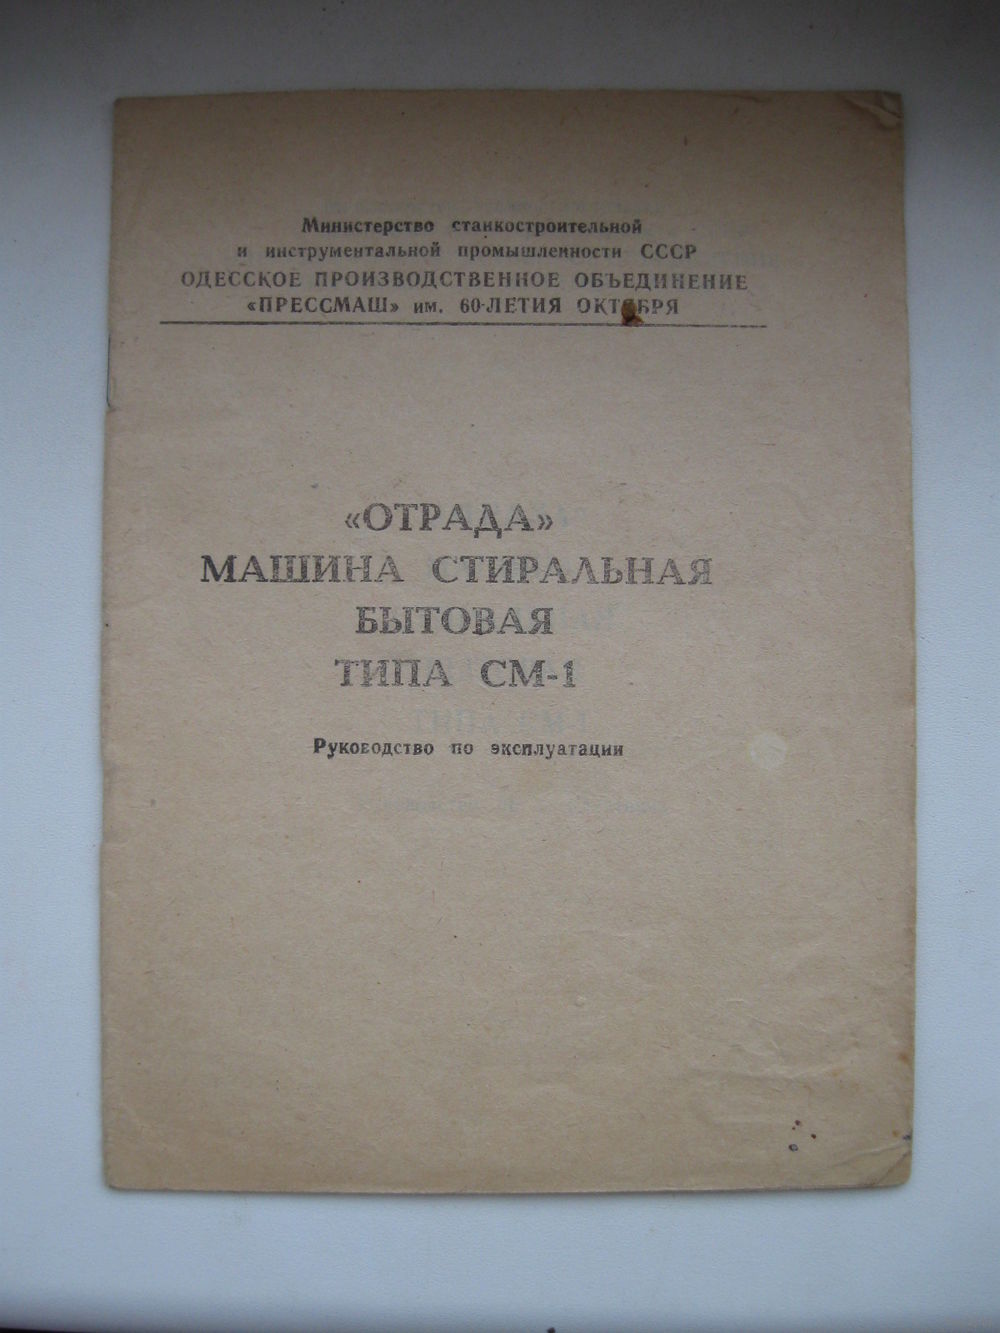 Министерство станкостроительной
и инструментальной промышленности СССР
ОДЕССКОЕ ПРОИЗВОДСТВЕННОЕ ОБЪЕДИНЕНИЕ
«ПРЕССМАШ» им. 60-ЛЕТИЯ ОКТЯБРЯ
«ОТРАДА»
МАШИНА СТИРАЛЬНАЯ
БЫТОВАЯ
ТИПА СМ-1
Руководство по эксплуатации